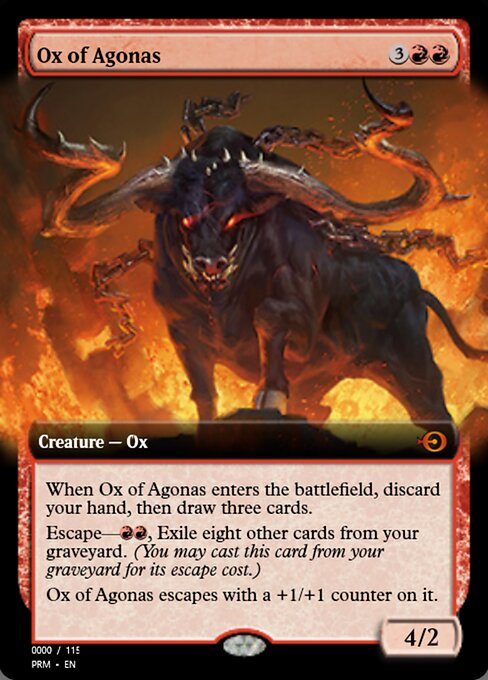 Ox of Agonas 3
Creature — Ox
When Ox of Agonas enters the battlefield, discard
your hand, then draw three cards.
Escape—, Exile eight other cards from your
graveyard. (You may cast this card from your
graveyard for its escape cost.)
Ox of Agonas escapes with a +1/+1 counter on it.
4/2
0000 / 115
PRM • EN